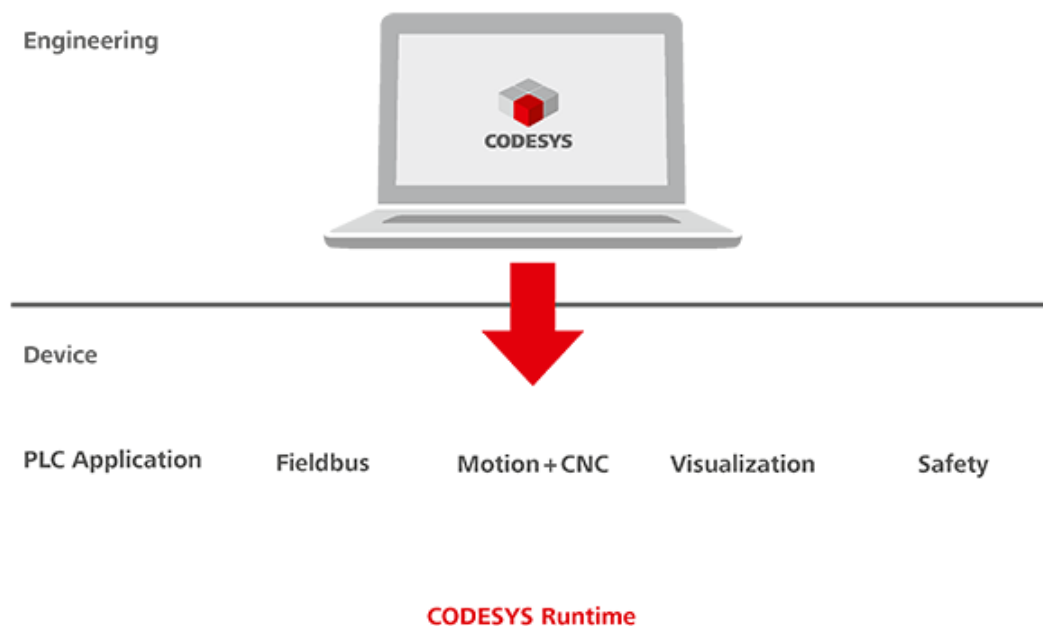 Engineering
CODESYS
Device
PLC Application
Fieldbus
Motion+CNC
Visualization
Safety
CODESYS Runtime